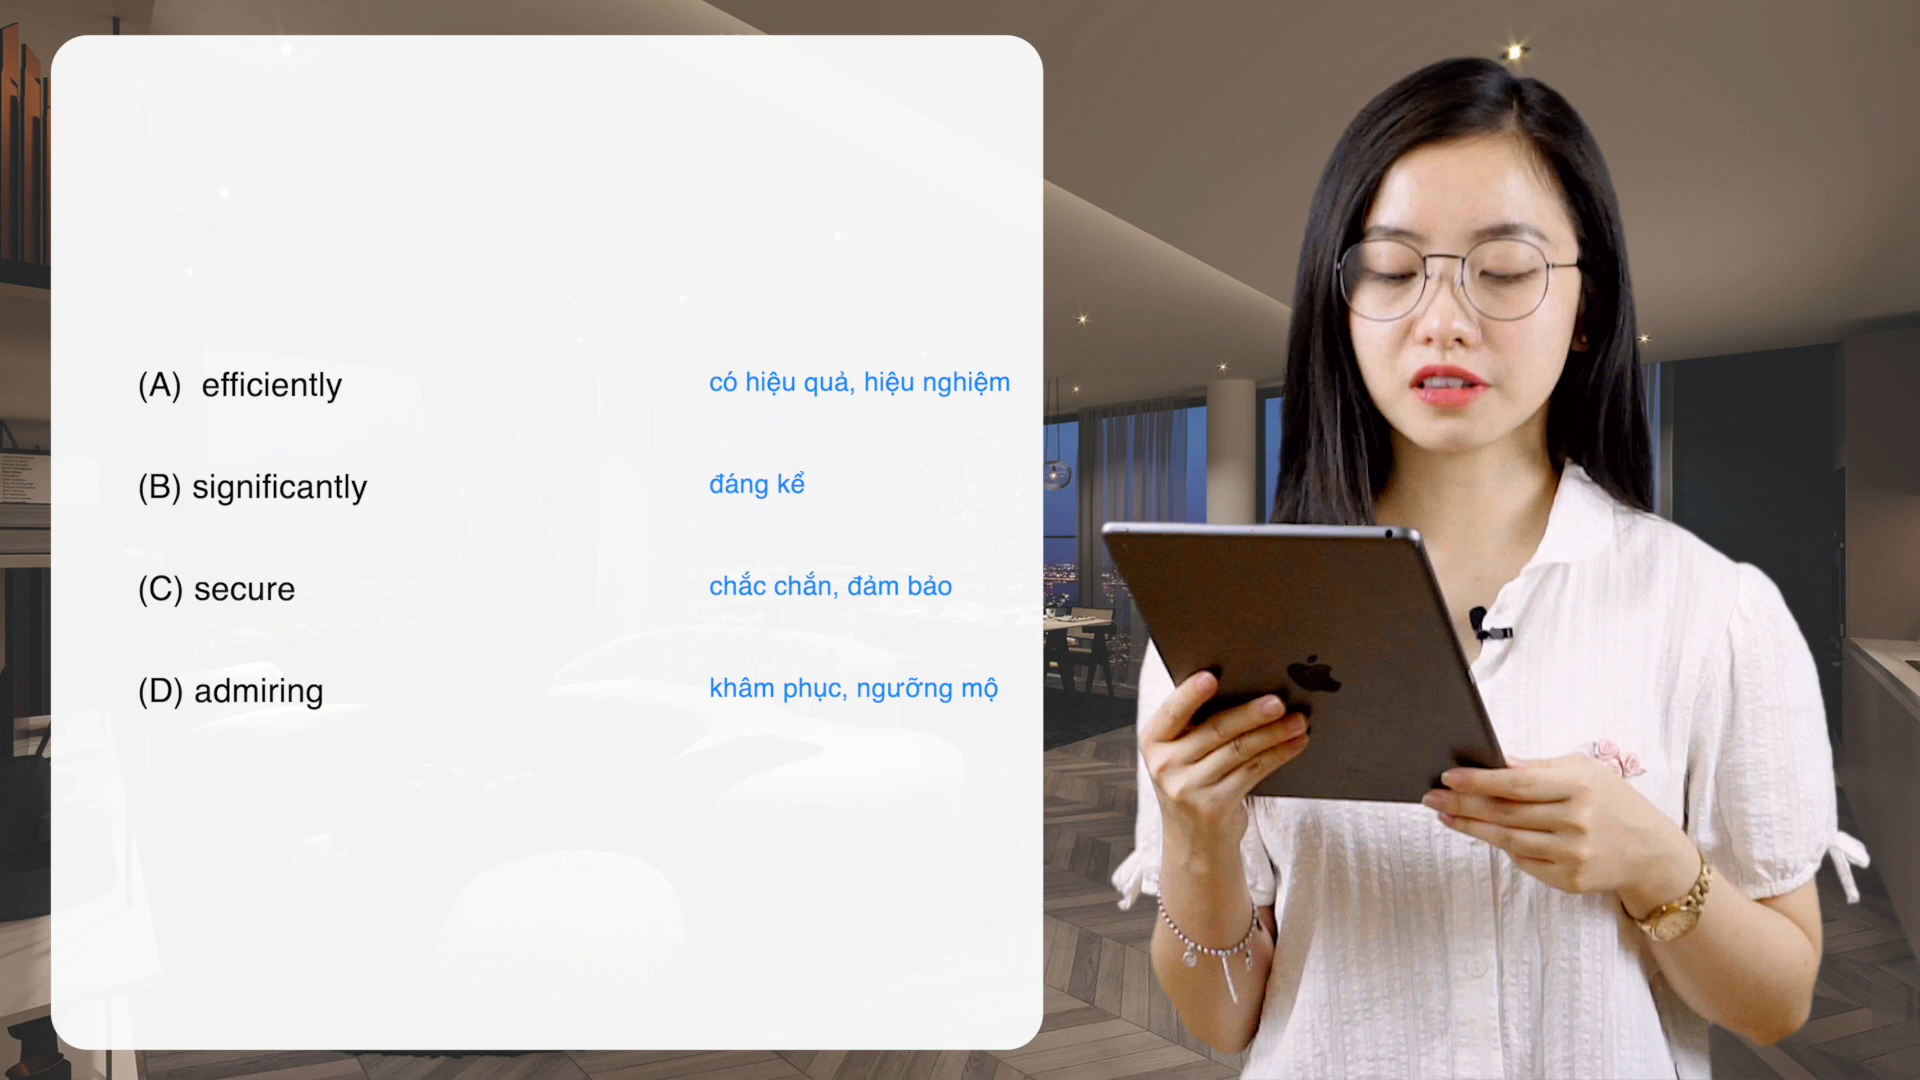 (A) efficiently có hiệu quả, hiệu nghiệm
(B) significantly đáng kể
(C) secure chắc chắn, đảm bảo
(D) admiring khâm phục, ngưỡng mộ